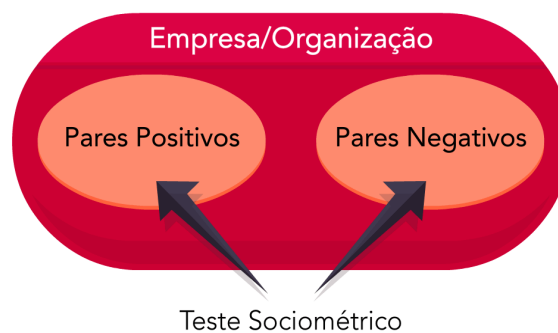 Empresa/Organização
Pares Positivos
Pares Negativos
Teste Sociométrico